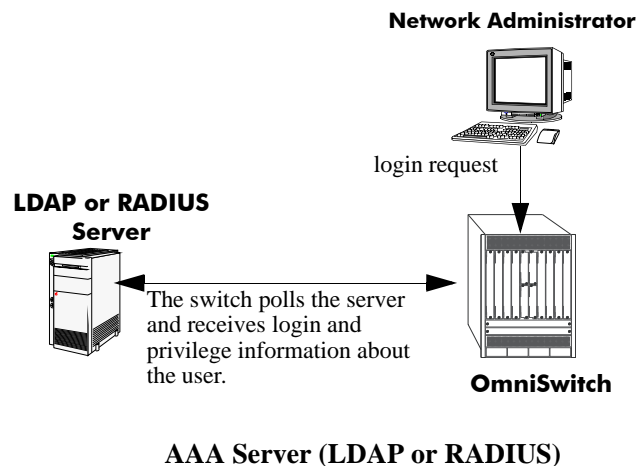 Network Administrator
login request
LDAP or RADIUS
Server
The switch polls the server
and receives login and
privilege information about
the user.
OmniSwitch
AAA Server (LDAP or RADIUS)